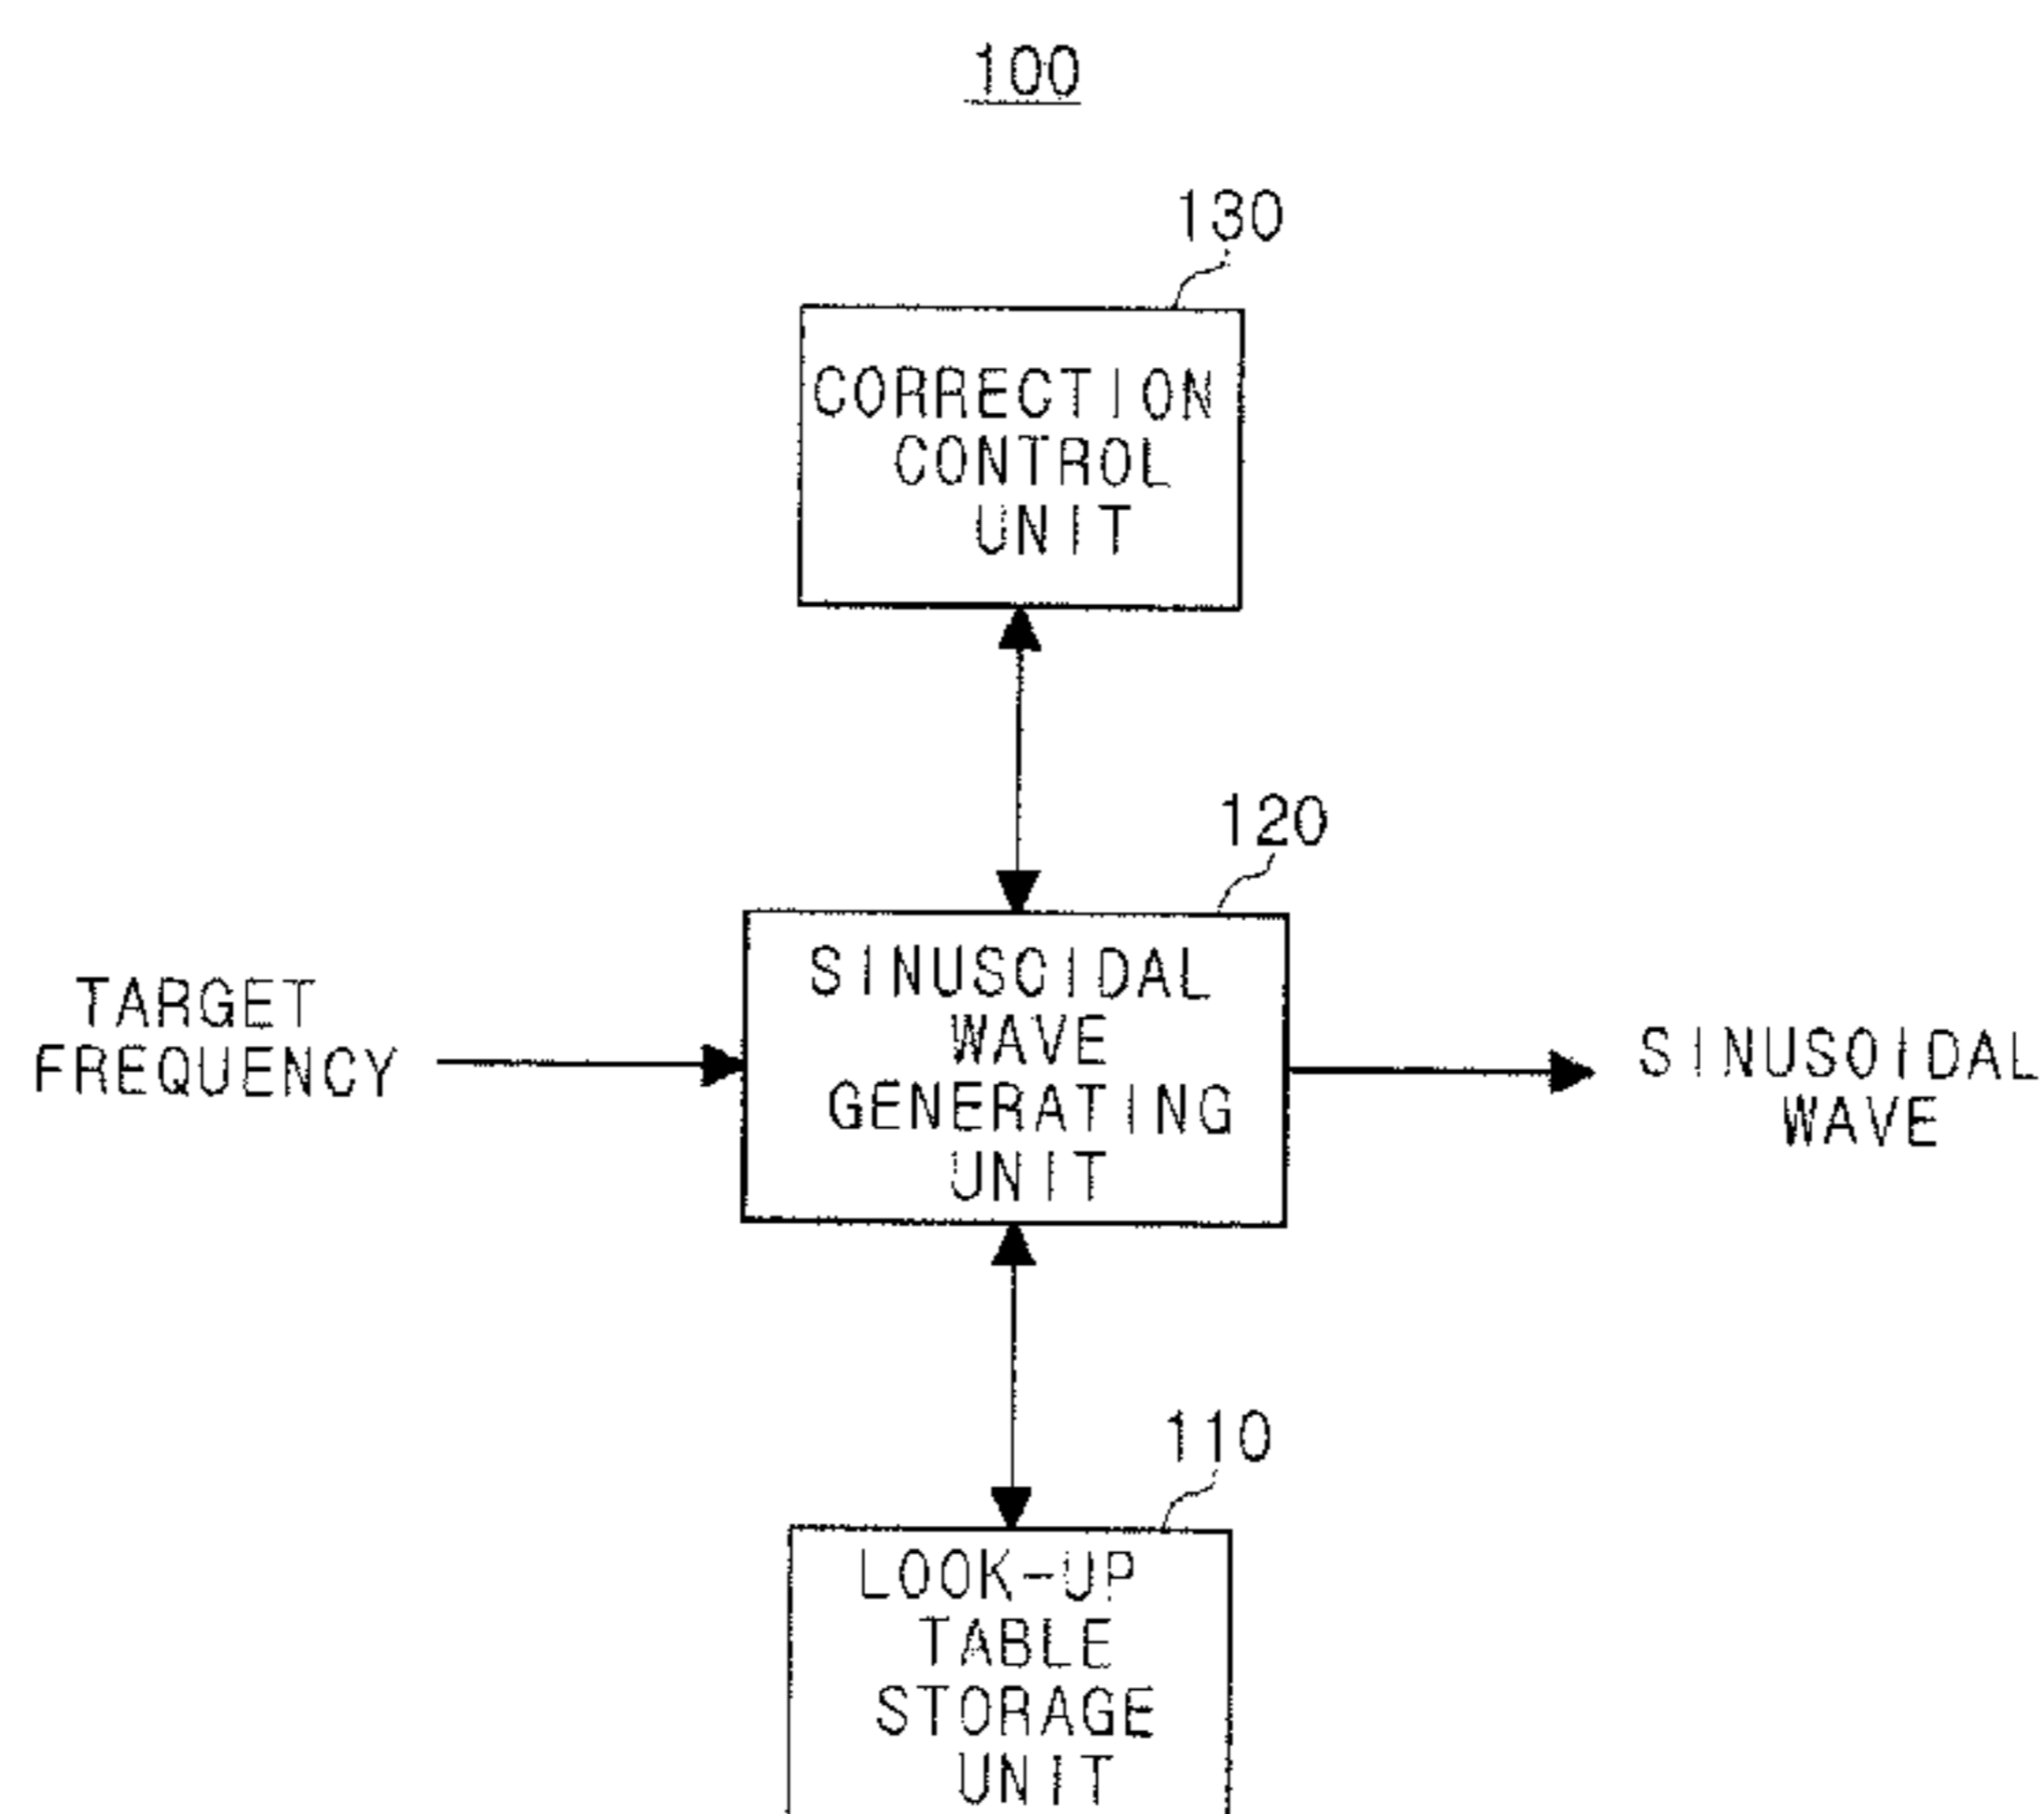 100
130
CORRECTION
CONTROL
UNIT
120
TARGET
FREQUENCY
SINUSCIDAL
WAVE
GENERATING
UNIT
SINUSOIDAL
WAVE
110
LOOK-UP
TABLE
STORAGE
UNIT